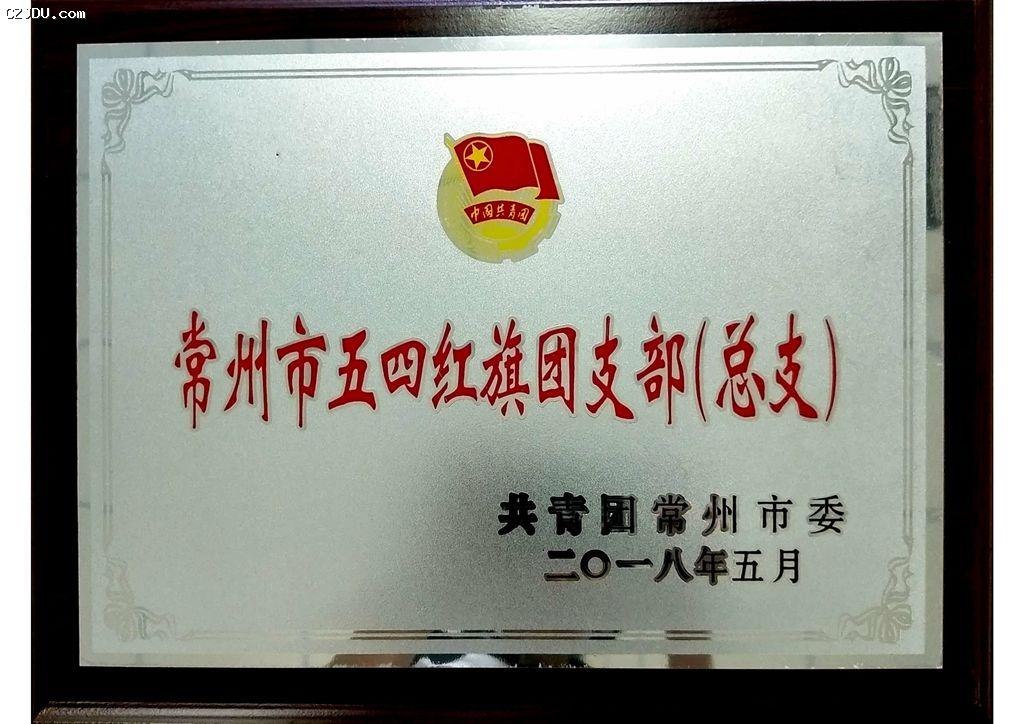 CZJDU.com
中国共青团
常州市五四红旗团支部(总支)
共青团常州市委
二〇一八年五月